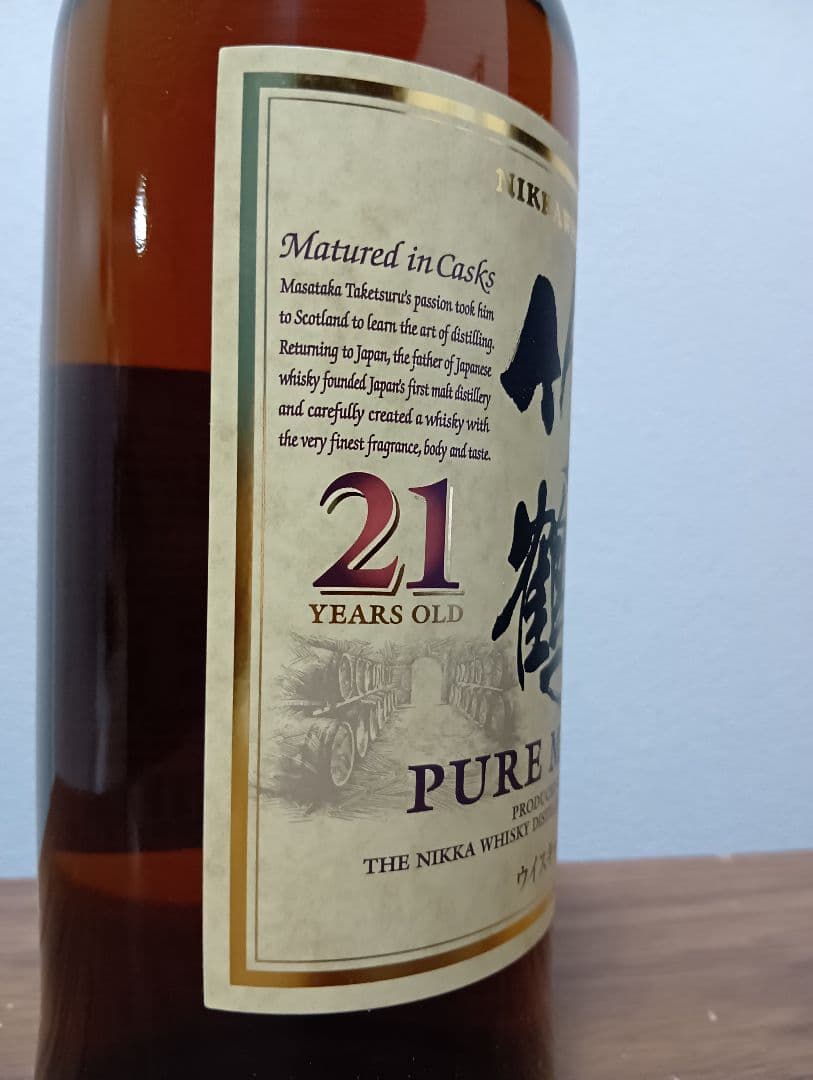 Matured in Casks
Masataka Taketsuru's passion took him
to Scotland to learn the art of distilling.
Returning to Japan, the father of Japanese
whisky founded Japan's first malt distillery
and carefully created a whisky with
the very finest fragrance, body and taste.
21
YEARS OLD
鶴
PURE
THE NIKKA WHISKY